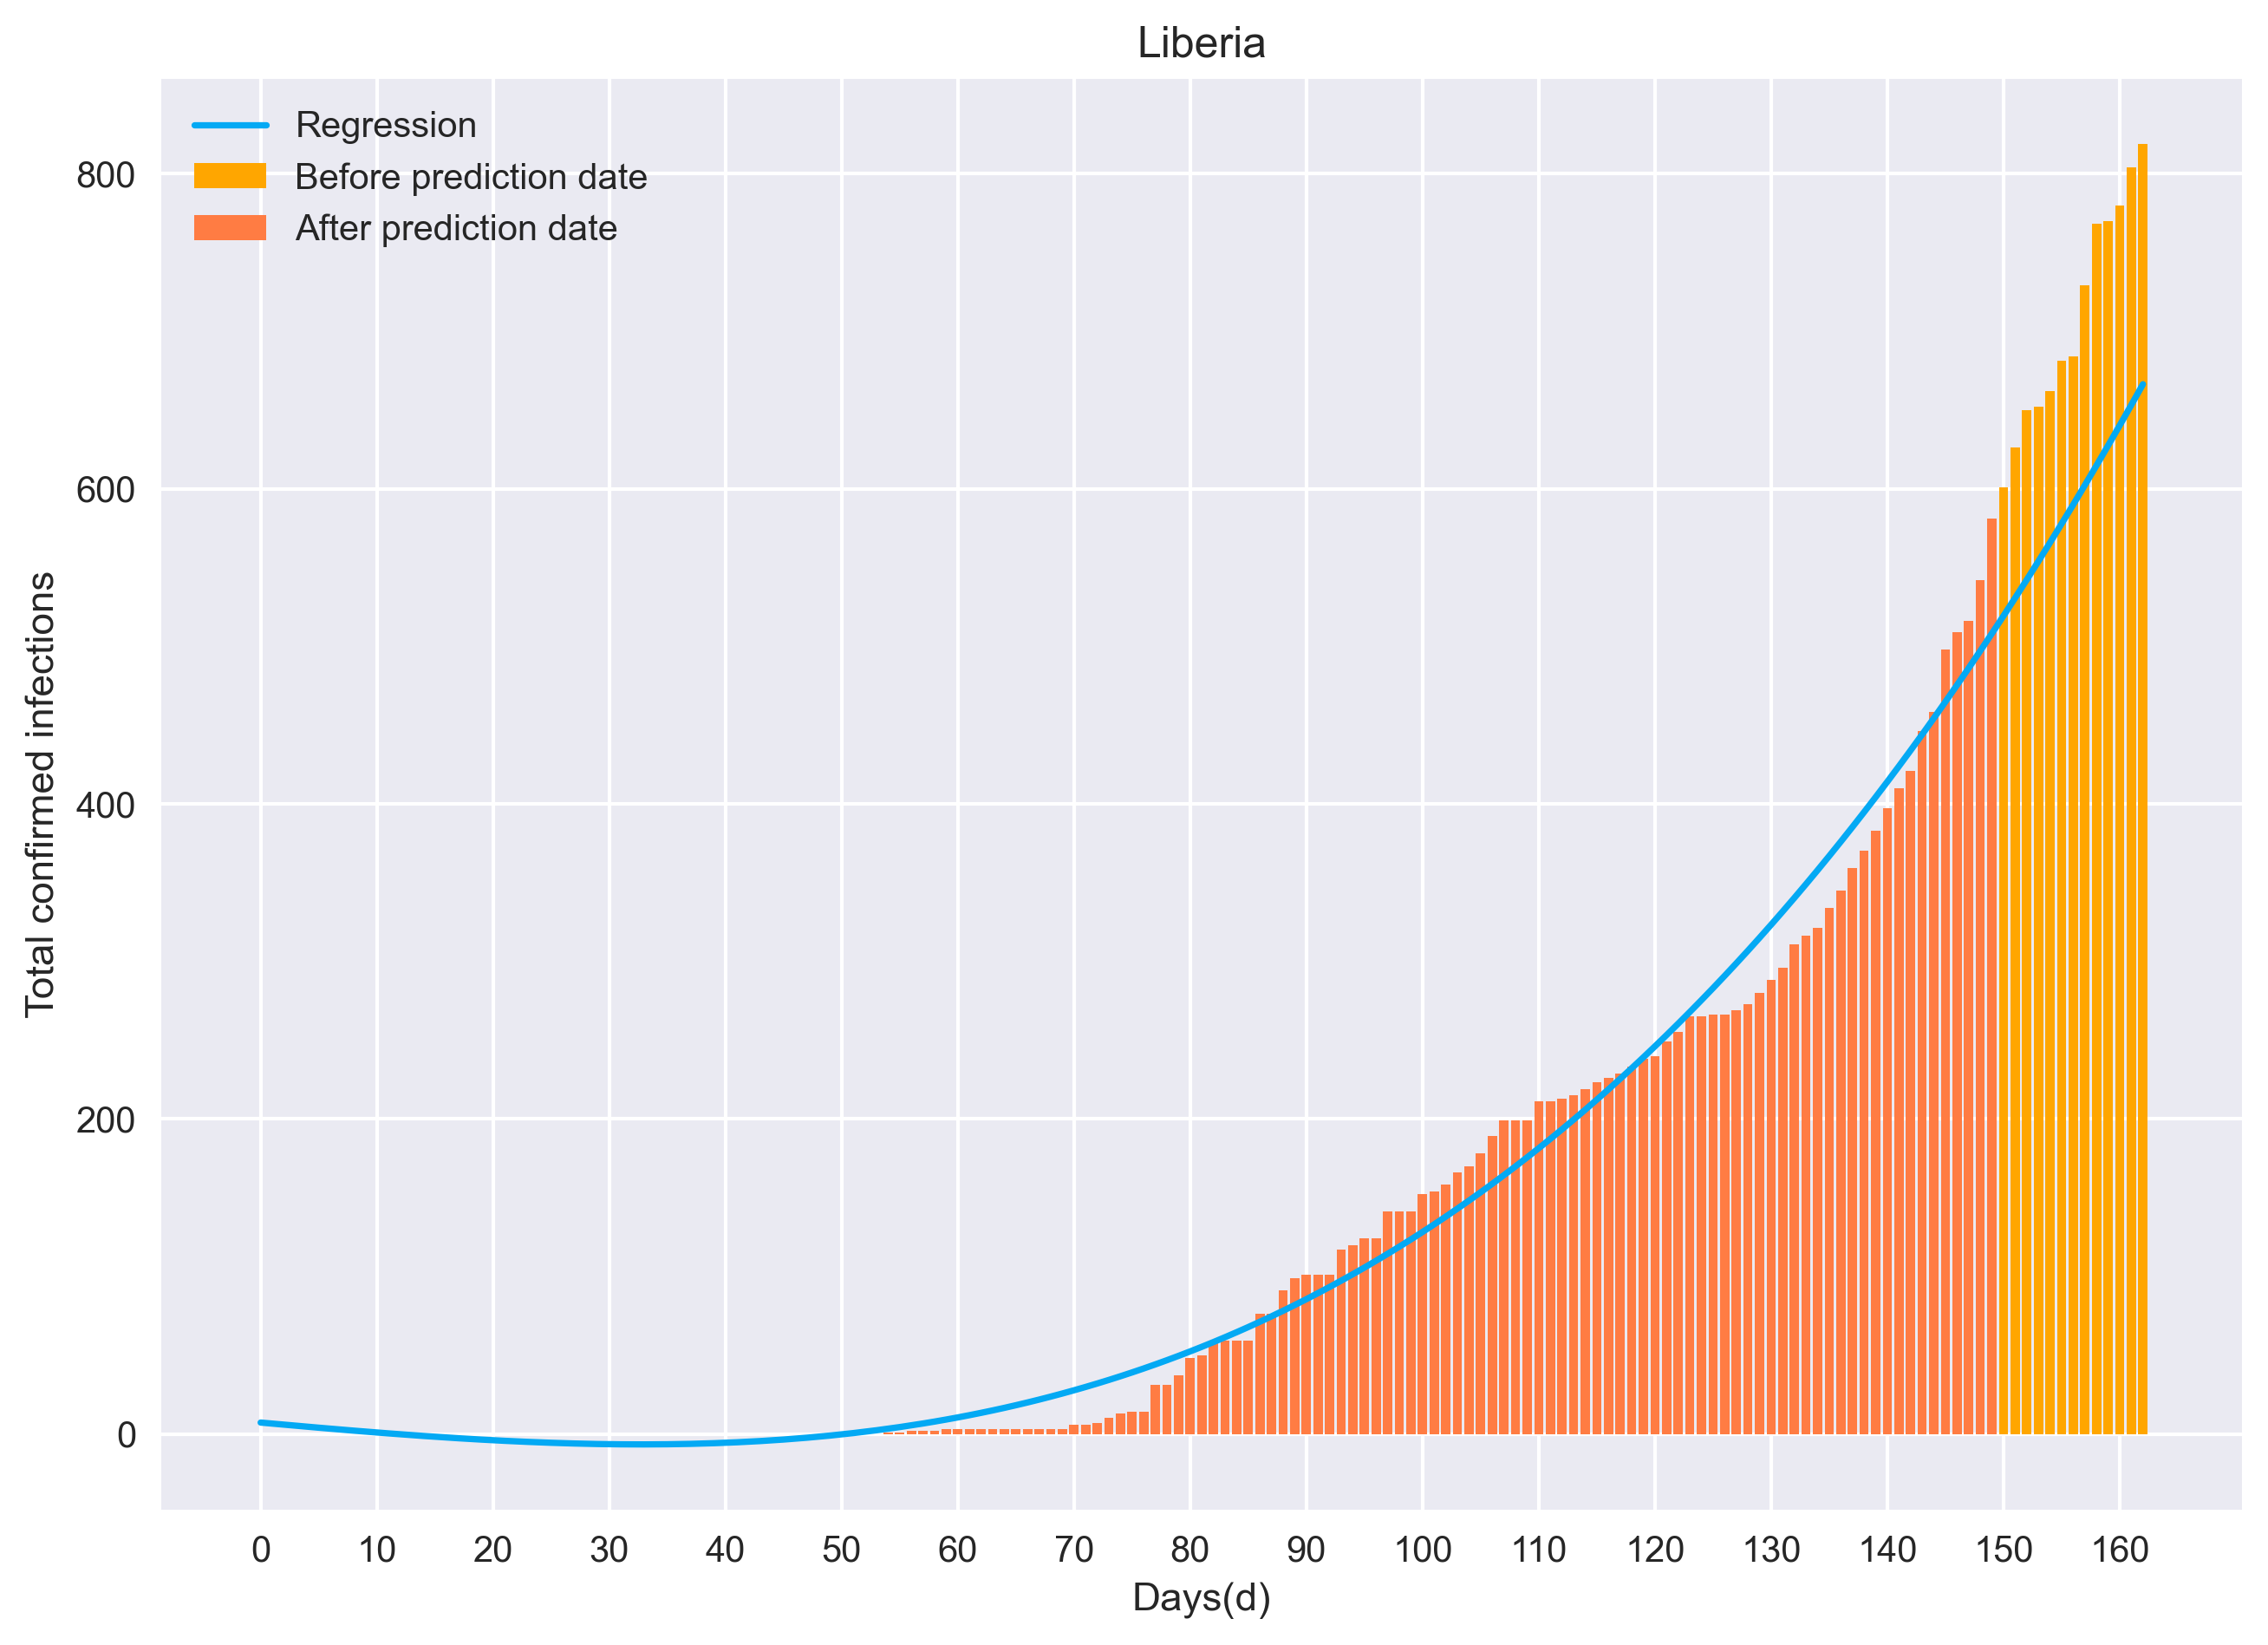 Liberia
Regression
Before prediction date
After prediction date
800
600
400
200
0
Total confirmed infections
0 10 20 30 40 50 60 70 80 90 100 110 120 130 140 150 160
Days(d)